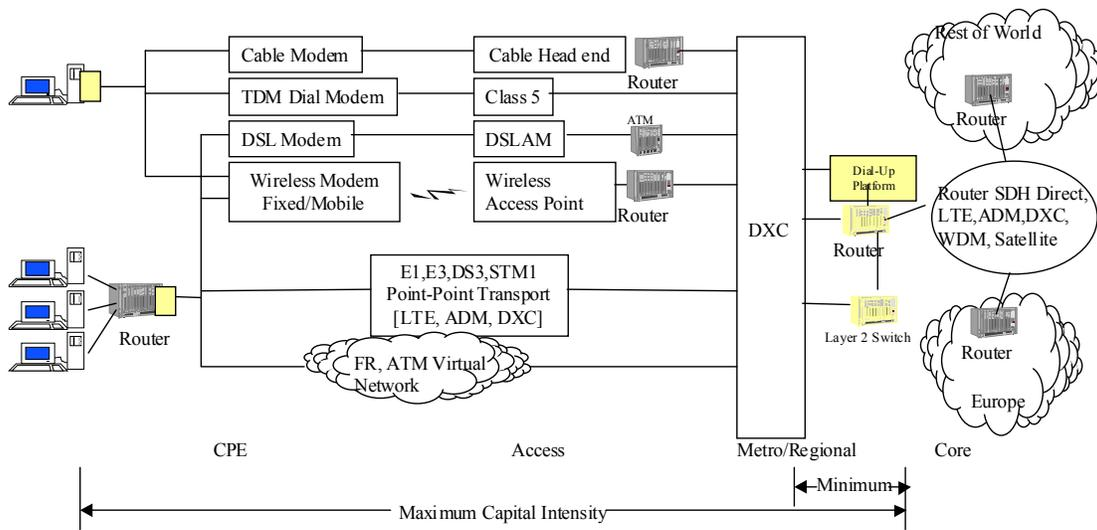 Rest of World
Cable Modem
Cable Head end
Router
TDM Dial Modem
Class 5
Router
DSL Modem
DSLAM
ATM
Wireless Modem
Fixed/Mobile
Wireless
Access Point
Router
DXC
Dial-Up
Platform
Router
Router SDH Direct,
LTE,ADM,DXC,
WDM, Satellite
E1,E3,DS3,STM1
Point-Point Transport
[LTE, ADM, DXC]
Router
Layer 2 Switch
Router
FR, ATM Virtual
Network
Europe
CPE
Access
Metro/Regional
Core
Minimum
Maximum Capital Intensity